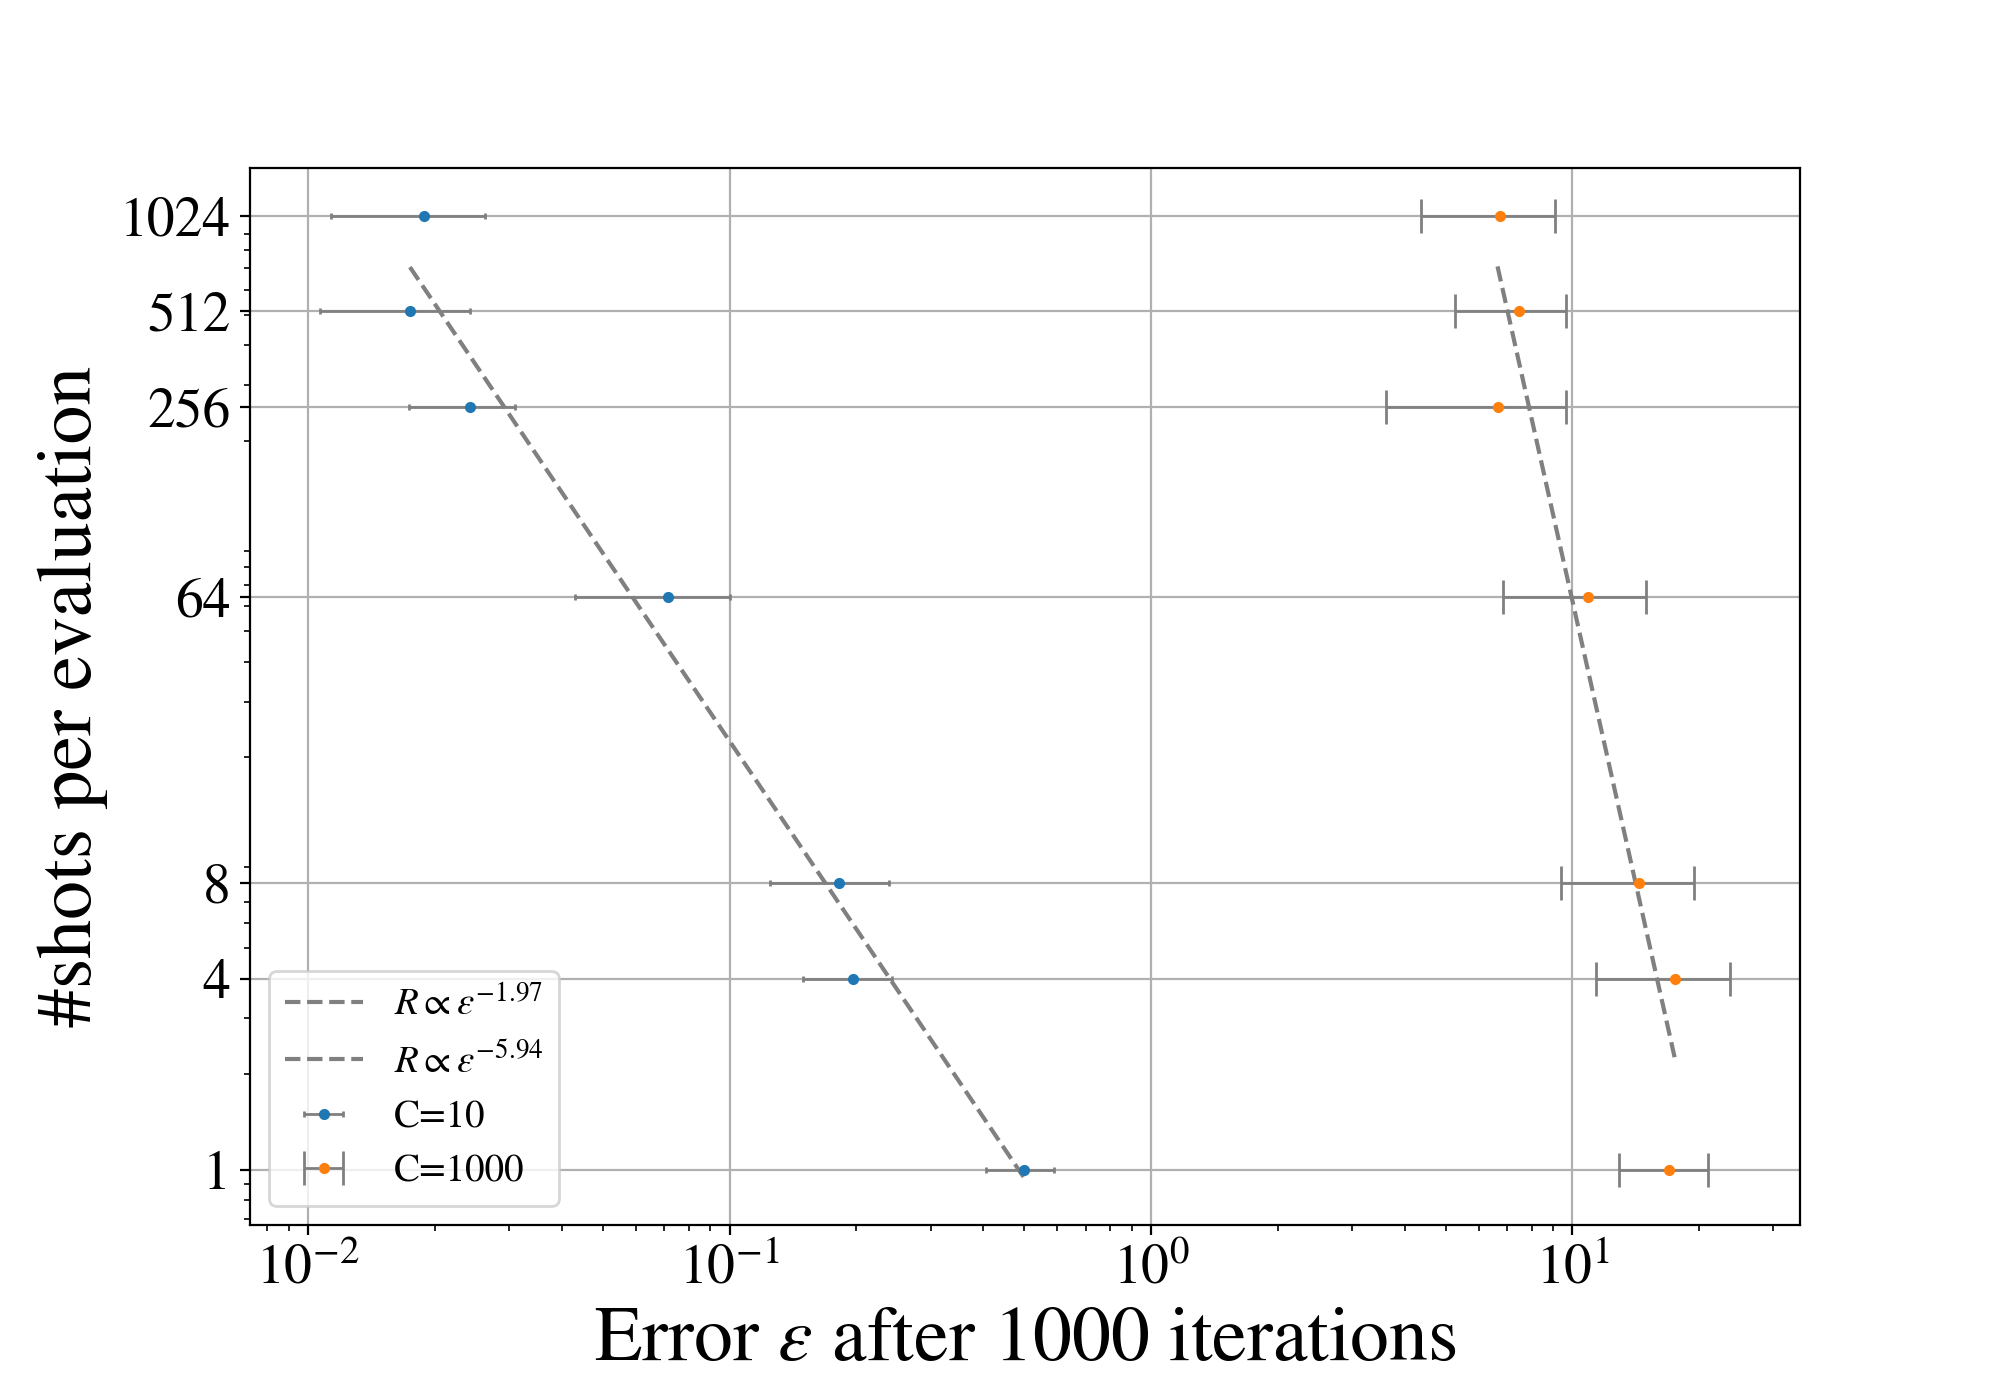 1024
512
256
64
8
4
1
#shots per evaluation
R ∝ ε^−1.97
R ∝ ε^−5.94
C=10
C=1000
10^−2 10^−1 10^0 10^1
Error ε after 1000 iterations